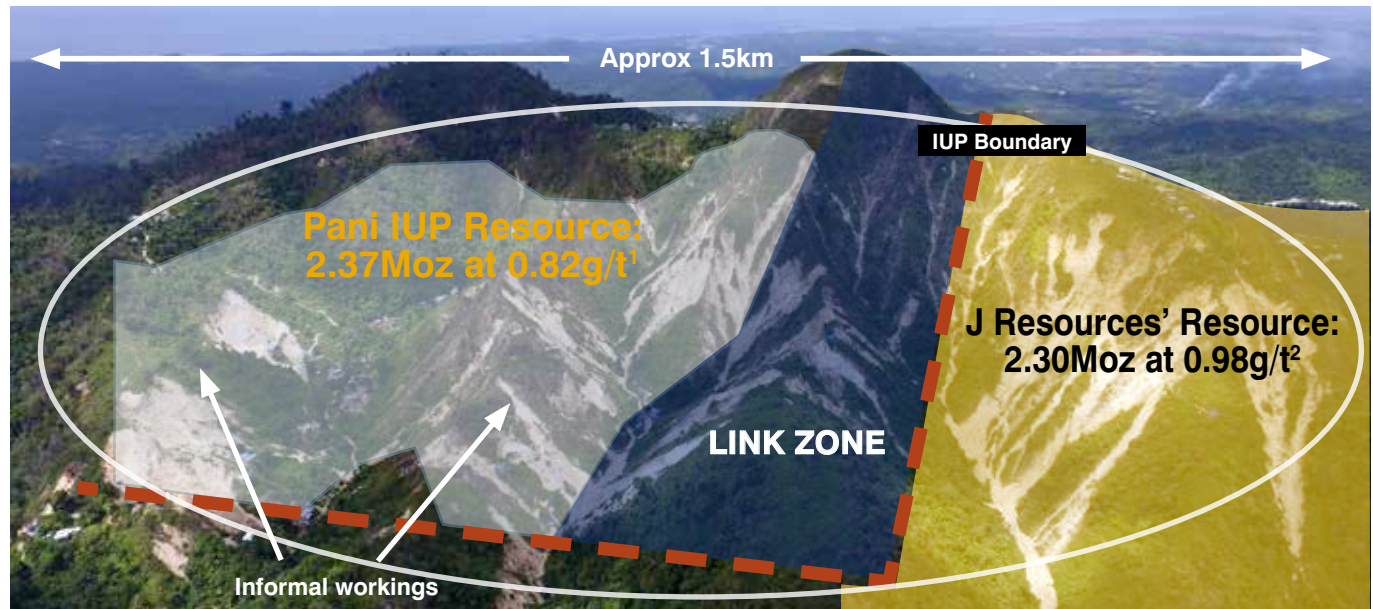 Approx 1.5km
IUP Boundary
Pani IUP Resource:
2.37Moz at 0.82g/t¹
J Resources’ Resource:
2.30Moz at 0.98g/t²
LINK ZONE
Informal workings